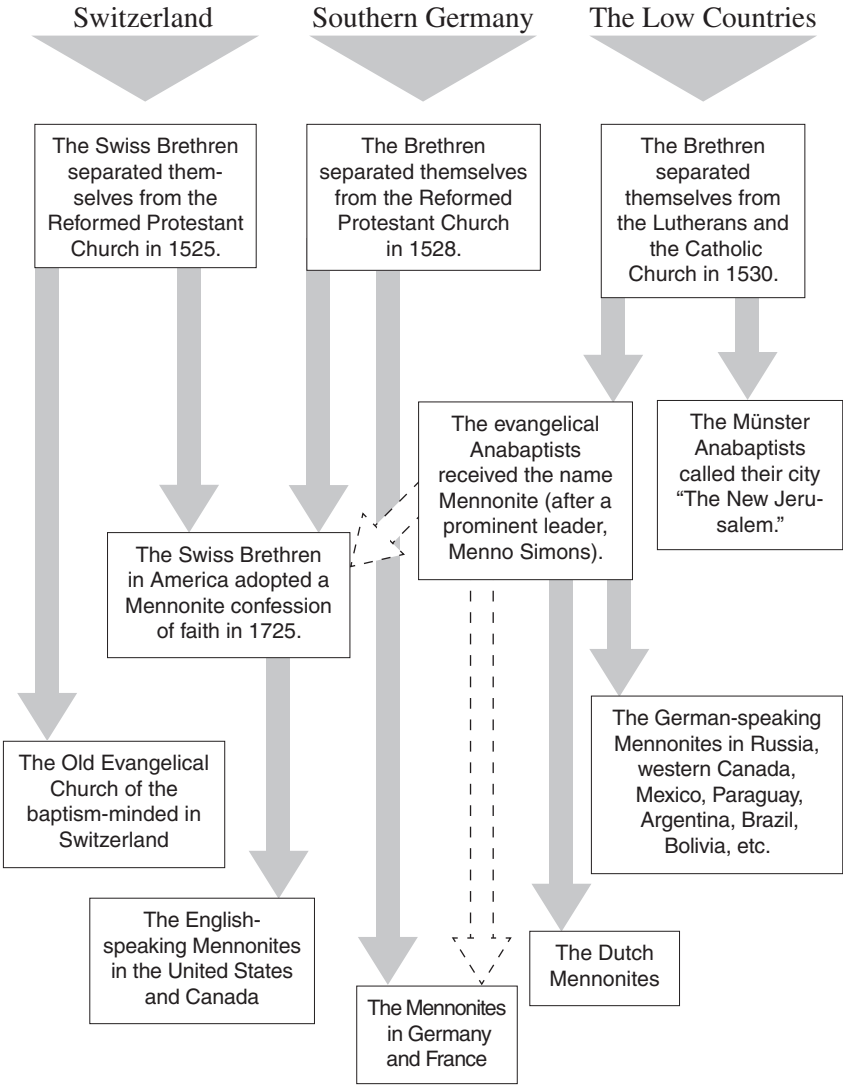 Switzerland
Southern Germany
The Low Countries
The Swiss Brethren
separated them-
selves from the
Reformed Protestant
Church in 1525.
The Brethren
separated themselves
from the Reformed
Protestant Church
in 1528.
The Brethren
separated
themselves from
the Lutherans and
the Catholic
Church in 1530.
The evangelical
Anabaptists
received the name
Mennonite (after a
prominent leader,
Menno Simons).
The Münster
Anabaptists
called their city
“The New Jeru-
salem.”
The Swiss Brethren
in America adopted a
Mennonite confession
of faith in 1725.
The German-speaking
Mennonites in Russia,
western Canada,
Mexico, Paraguay,
Argentina, Brazil,
Bolivia, etc.
The Old Evangelical
Church of the
baptism-minded in
Switzerland
The English-
speaking Mennonites
in the United States
and Canada
The Dutch
Mennonites
The Mennonites
in Germany
and France